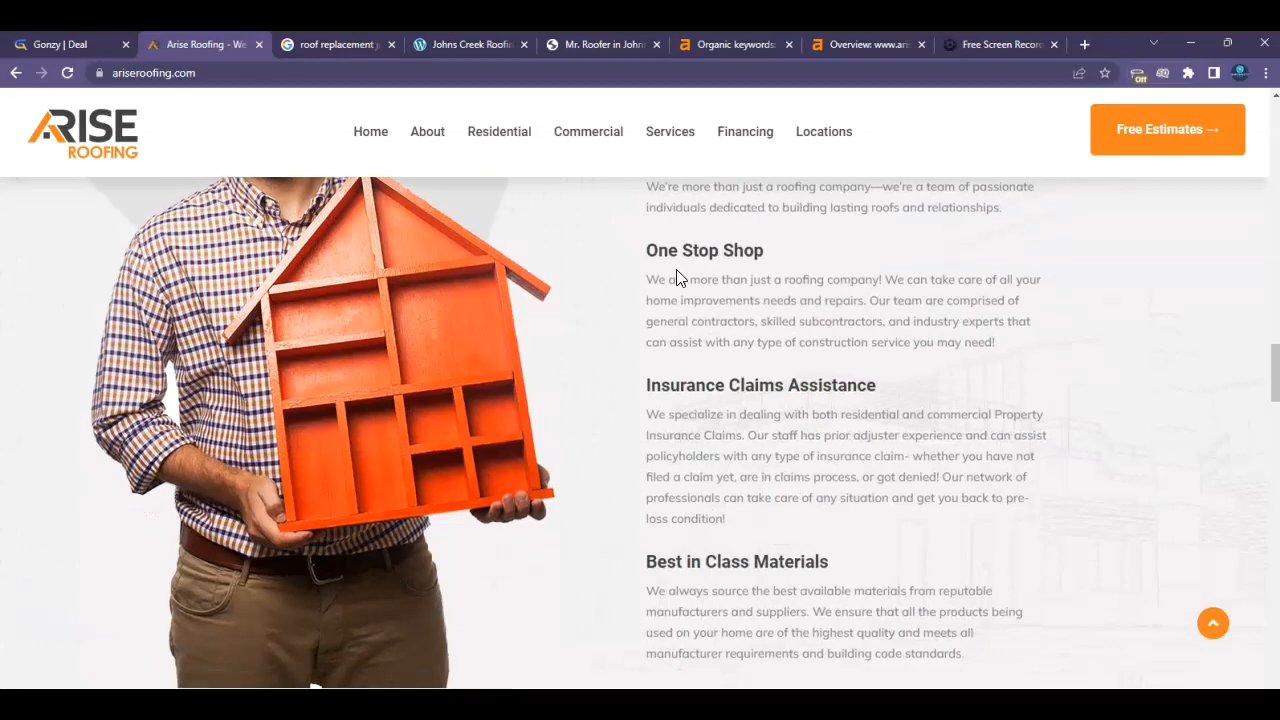 Gonzy | Deal
Arise Roofing - We
roof replacement j
Johns Creek Roofin
Mr. Roofer in John
Organic keywords:
Overview: www.aris
Free Screen Record
ariseroofing.com
Off
ARISE
ROOFING
Home
About
Residential
Commercial
Services
Financing
Locations
Free Estimates →
We're more than just a roofing company—we're a team of passionate
individuals dedicated to building lasting roofs and relationships.
One Stop Shop
We more than just a roofing company! We can take care of all your
home improvements needs and repairs. Our team are comprised of
general contractors, skilled subcontractors, and industry experts that
can assist with any type of construction service you may need!
Insurance Claims Assistance
We specialize in dealing with both residential and commercial Property
Insurance Claims. Our staff has prior adjuster experience and can assist
policyholders with any type of insurance claim- whether you have not
filed a claim yet, are in claims process, or got denied! Our network of
professionals can take care of any situation and get you back to pre-
loss condition!
Best in Class Materials
We always source the best available materials from reputable
manufacturers and suppliers. We ensure that all the products being
used on your home are of the highest quality and meets all
manufacturer requirements and building code standards.